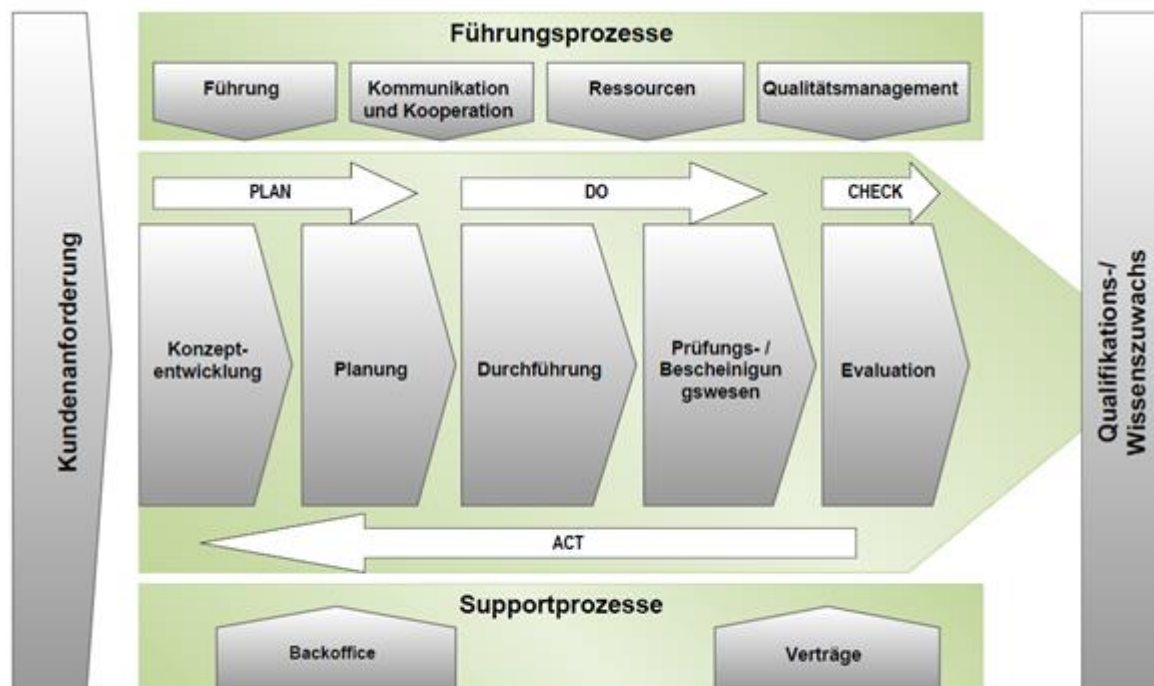 Führungsprozesse
Führung
Kommunikation
und Kooperation
Ressourcen
Qualitätsmanagement
Kundenanforderung
PLAN
DO
CHECK
Konzept-
entwicklung
Planung
Durchführung
Prüfungs- /
Bescheinigun
gswesen
Evaluation
Qualifikations-/
Wissenszuwachs
ACT
Supportprozesse
Backoffice
Verträge